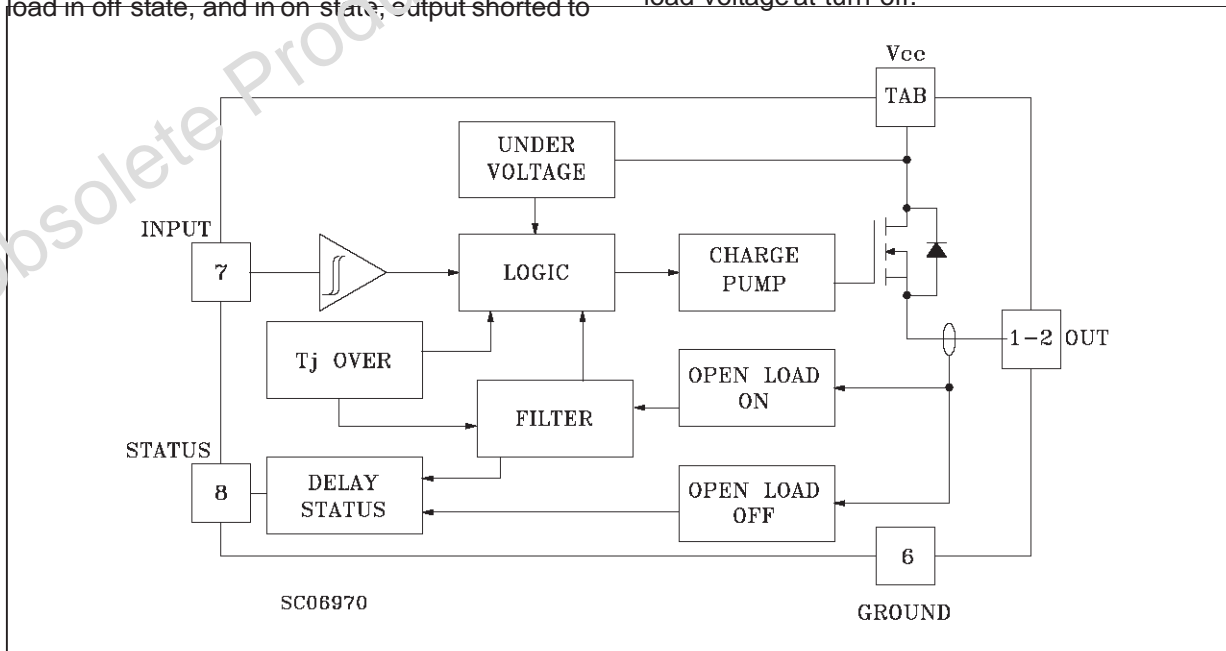 load in off state, and in on state, output shorted to
load voltage at turn-off.
Obsolete Produ
Vcc
TAB
UNDER
VOLTAGE
INPUT
7
LOGIC
CHARGE
PUMP
1-2 OUT
Tj OVER
OPEN LOAD
ON
FILTER
STATUS
8
DELAY
STATUS
OPEN LOAD
OFF
6
SC06970
GROUND